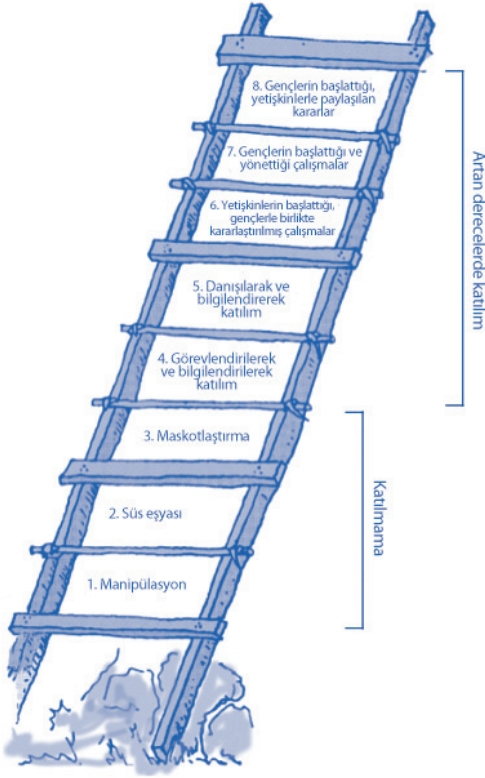 8. Gençlerin başlattığı,
yetişkinlerle paylaşılan
kararlar
7. Gençlerin başlattığı ve
yönettiği çalışmalar
6. Yetişkinlerin başlattığı,
gençlerle birlikte
kararlaştırılmış çalışmalar
5. Danışılarak ve
bilgilendirerek
katılım
4. Görevlendirilerek
ve bilgilendirilerek
katılım
3. Maskotlaştırma
2. Süs eşyası
1. Manipülasyon
Artan derecelerde katılım
Katılmama